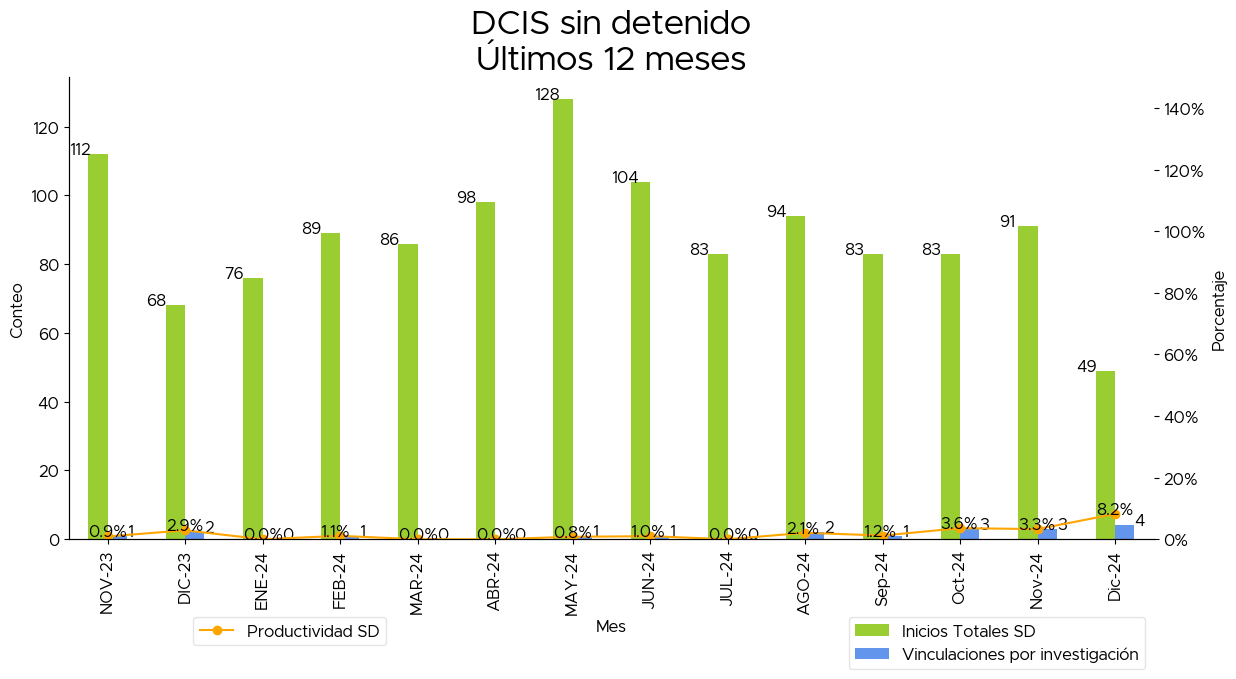 DCIS sin detenido
Últimos 12 meses
128
112
104
98
94
91
89
86
83
83
83
76
68
49
0.9% 1
2.9% 2
0.0% 0
1.1% 1
0.0% 0
0.0% 0
0.8% 1
1.0% 1
0.0% 0
2.1% 2
1.2% 1
3.6% 3
3.3% 3
8.2% 4
120
100
80
60
40
20
0
Conteo
140%
120%
100%
80%
60%
40%
20%
0%
Porcentaje
NOV-23
DIC-23
ENE-24
FEB-24
MAR-24
ABR-24
MAY-24
JUN-24
JUL-24
AGO-24
Sep-24
Oct-24
Nov-24
Dic-24
Mes
Productividad SD
Inicios Totales SD
Vinculaciones por investigación